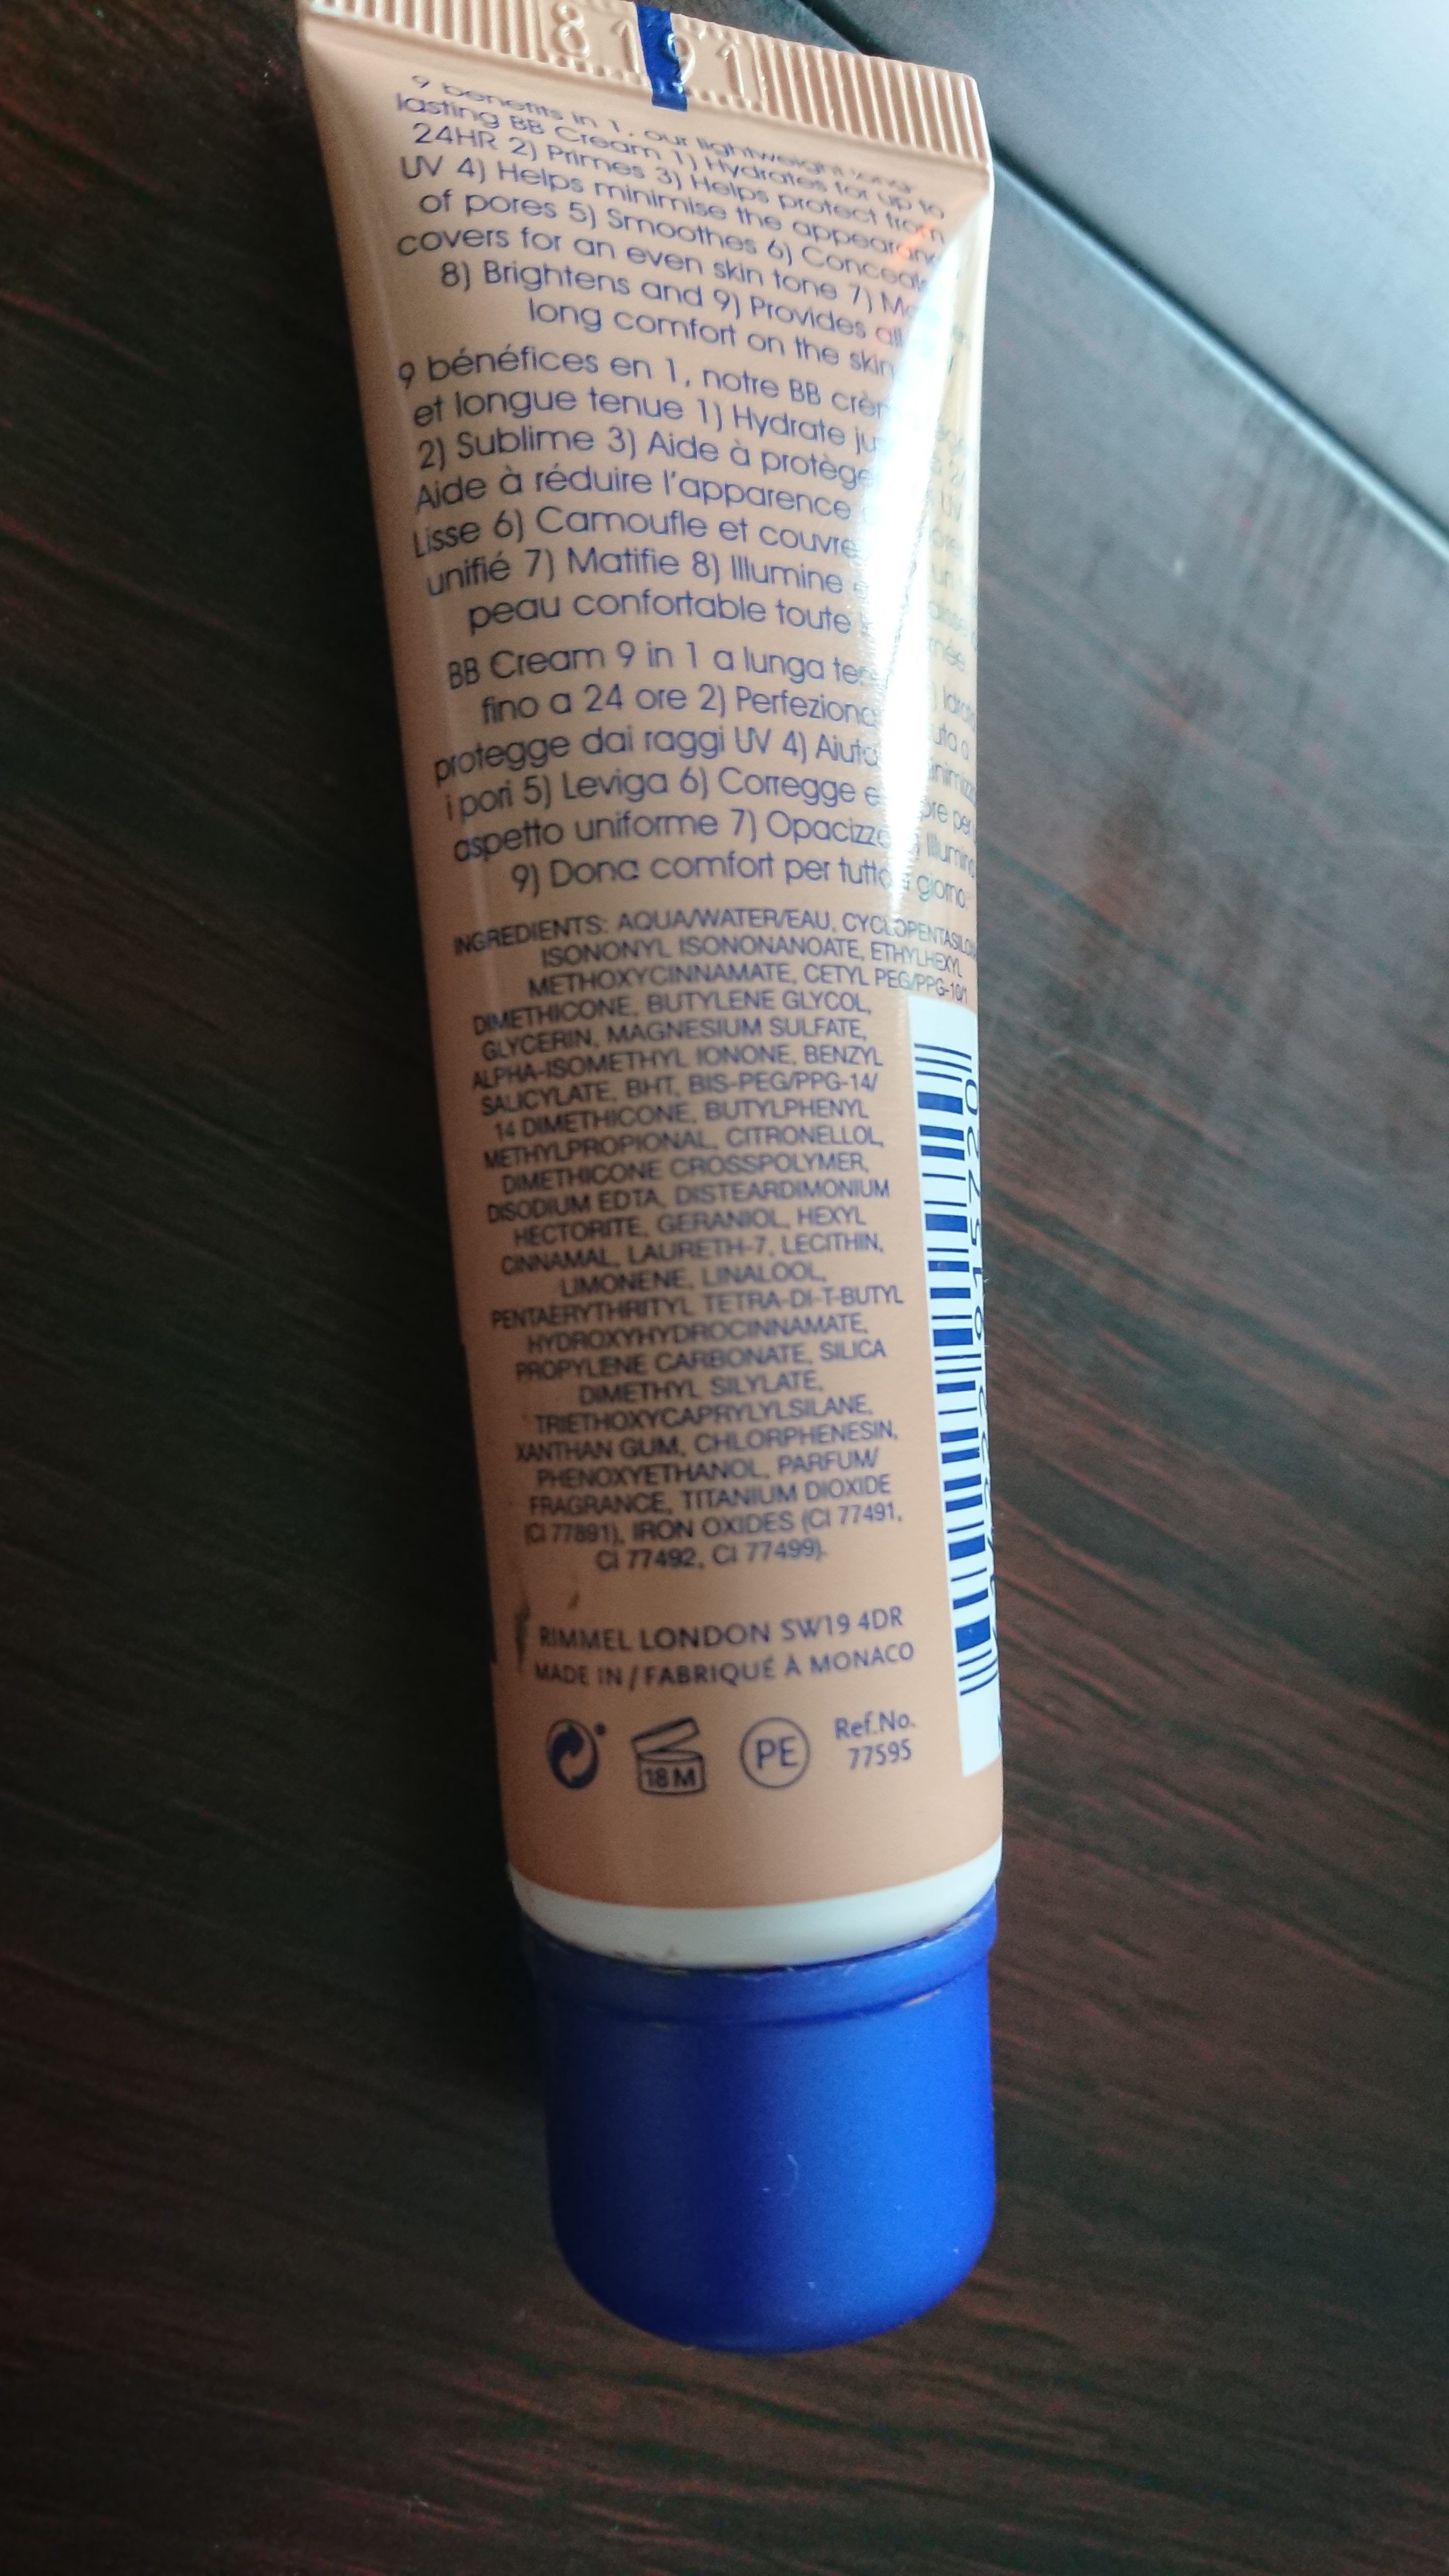 8191
9 benefits in 1, our lightweight long
lasting BB Cream 1) Hydrates for up to
24HR 2) Primes 3) Helps protect from
UV 4) Helps minimise the appearance
of pores 5) Smoothes 6) Conceals
covers for an even skin tone 7)
8) Brightens and 9) Provides all
long comfort on the skin
9 bénéfices en 1, notre BB crème
et longue tenue 1) Hydrate
2) Sublime 3) Aide à
Aide à réduire l'apparence
Lisse 6) Camoufle et couvre un
unifié 7) Matifie 8) Illumine
peau confortable toute
BB Cream 9 in 1 a lunga
fino a 24 ore 2) Perfeziona
protegge dai raggi UV 4) Aiuta
i pori 5) Leviga 6) Corregge e per
aspetto uniforme 7) Opacizza Illumina
9) Dona comfort per tutto giorno.
INGREDIENTS: AQUA/WATER/EAU,
ISONONYL ISONONANOATE, ETHYLHEXYL
METHOXYCINNAMATE, CETYL PEG/PPG-10/1
DIMETHICONE, BUTYLENE GLYCOL,
GLYCERIN, MAGNESIUM SULFATE,
ALPHA-ISOMETHYL IONONE, BENZYL
SALICYLATE, BHT, BIS-PEG/PPG-14/
14 DIMETHICONE, BUTYLPHENYL
METHYLPROPIONAL, CITRONELLOL,
DIMETHICONE CROSSPOLYMER,
DISODIUM EDTA, DISTEARDIMONIUM
HECTORITE, GERANIOL, HEXYL
CINNAMAL, LAURETH-7, LECITHIN,
LIMONENE, LINALOOL,
PENTAERYTHRITYL TETRA-DI-T-BUTYL
HYDROXYHYDROCINNAMATE,
PROPYLENE CARBONATE, SILICA
DIMETHYL SILYLATE,
TRIETHOXYCAPRYLYLSILANE,
XANTHAN GUM, CHLORPHENESIN,
PHENOXYETHANOL, PARFUM/
FRAGRANCE, TITANIUM DIOXIDE
(CI 77891), IRON OXIDES (CI 77491,
CI 77492, CI 77499).
RIMMEL LONDON SW19 4DR
MADE IN / FABRIQUÉ À MONACO
18M
PE
Ref.No.
77595